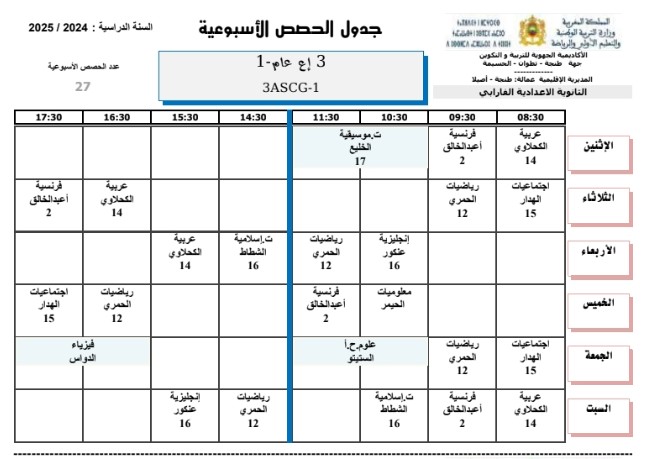 المملكة المغربية
وزارة التربية الوطنية
والتعليم الأولي والرياضة
الأكاديمية الجهوية للتربية و التكوين
جهة طنجة - تطوان - الحسيمة
-------------
المديرية الإقليمية عمالة: طنجة - أصيلا
الثانوية الاعدادية الفارابي
جدول الحصص الأسبوعية
3 إع عام-1
3ASCG-1
السنة الدراسية : 2024 / 2025
عدد الحصص الأسبوعية
27
08:30 09:30 10:30 11:30 14:30 15:30 16:30 17:30
الإثنين
عربية فرنسية ت.موسيقية
الكحلاوي أعبدالخالق الخليع
14 2 17
الثلاثاء
اجتماعيات رياضيات عربية فرنسية
الهدار الحمري الكحلاوي أعبدالخالق
15 12 14 2
الأربعاء
إنجليزية رياضيات ت.إسلامية عربية
عنكور الحمري الشطاط الكحلاوي
16 12 16 14
الخميس
معلوميات فرنسية رياضيات اجتماعيات
الحيمر أعبدالخالق الحمري الهدار
2 12 15
الجمعة
اجتماعيات رياضيات علوم.ح.أ فيزياء
الهدار الحمري الستيتو الدواس
15 12
السبت
عربية فرنسية ت.إسلامية رياضيات إنجليزية
الكحلاوي أعبدالخالق الشطاط الحمري عنكور
14 2 16 12 16